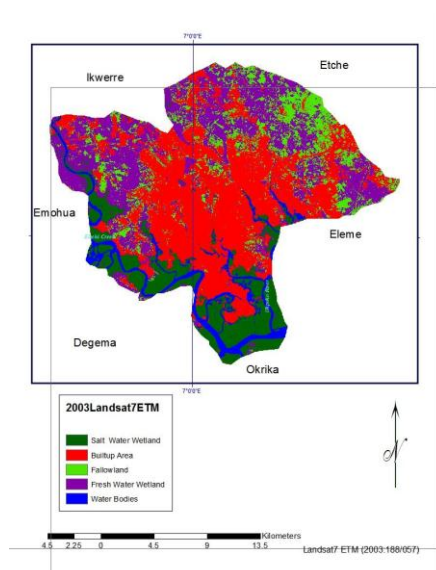 7°0'0"E
Etche
Ikwerre
Emohua
Eleme
Degema
Okrika
7°0'0"E
2003Landsat7ETM
Salt Water Wetland
Builtup Area
Fallowland
Fresh Water Wetland
Water Bodies
N
Kilometers
4.5 2.25 0 4.5 9 13.5
Landsat7 ETM (2003:188/057)